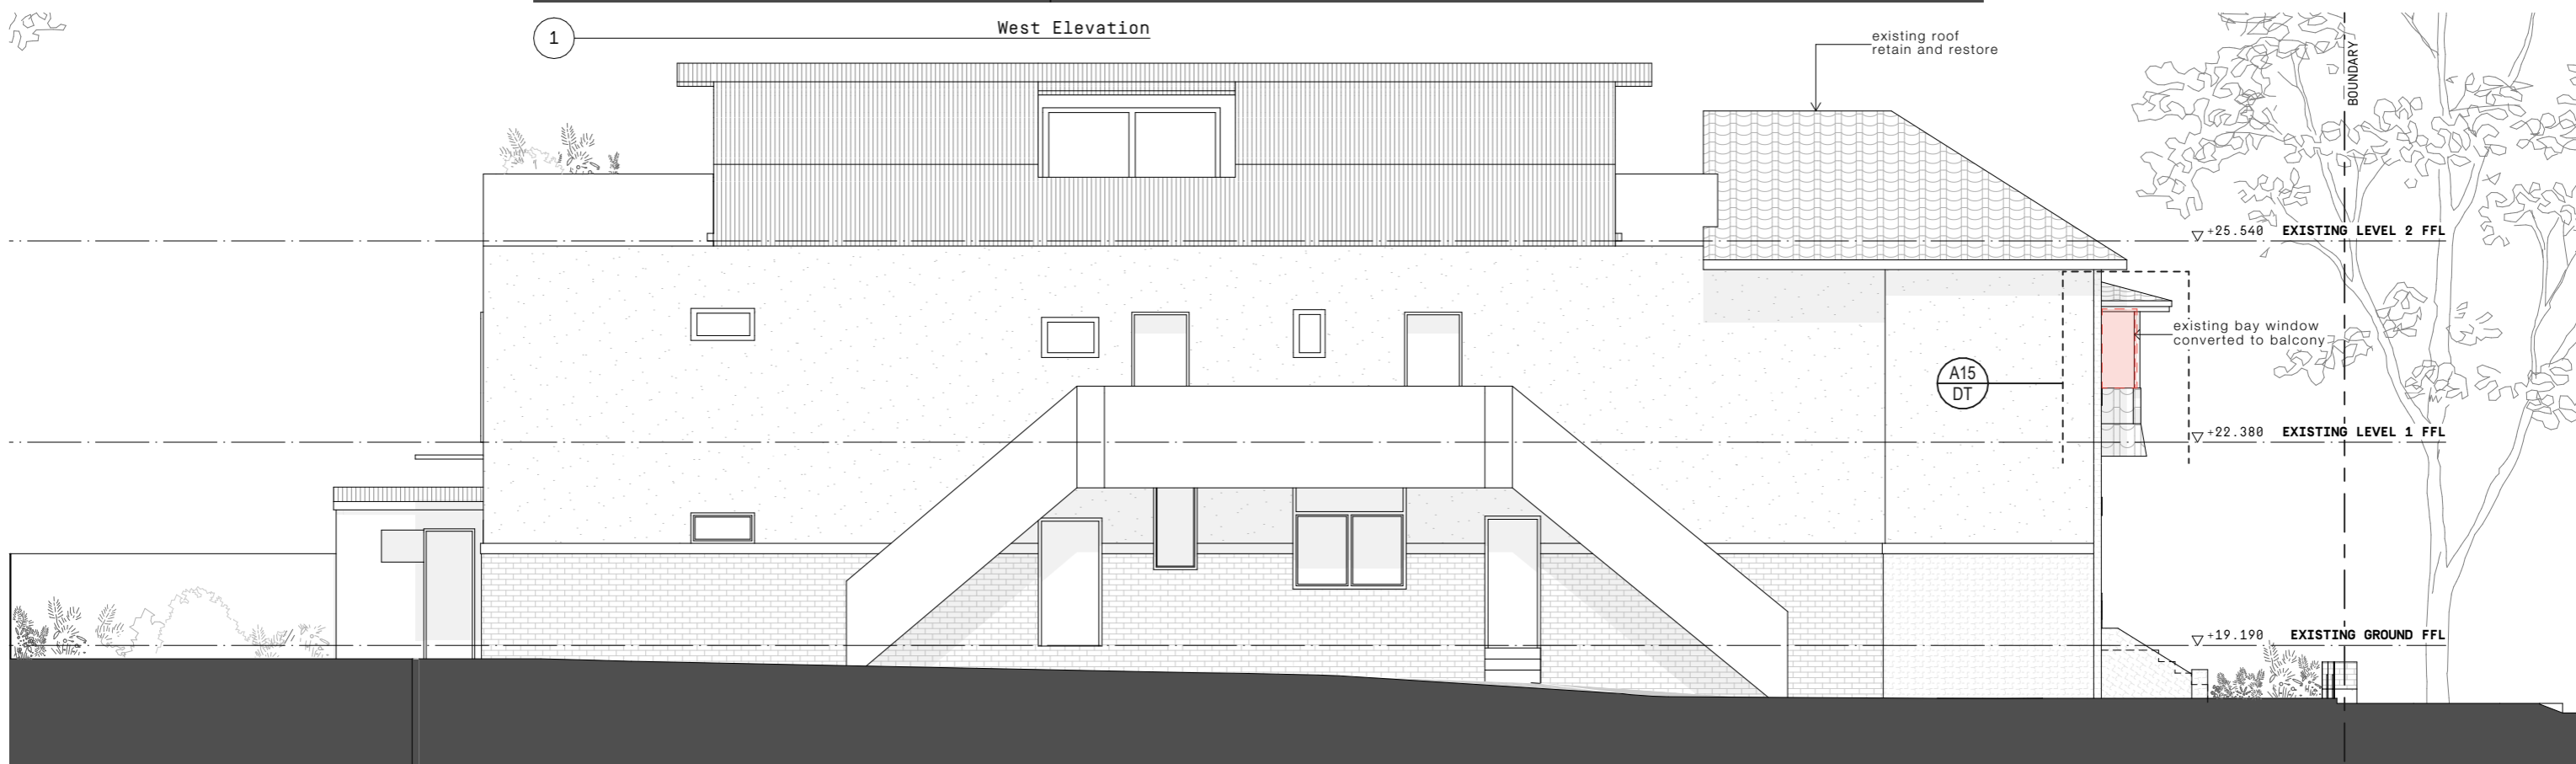 1
West Elevation
existing roof
retain and restore
BOUNDARY
+25.540 EXISTING LEVEL 2 FFL
existing bay window
converted to balcony
A15
DT
+22.380 EXISTING LEVEL 1 FFL
+19.190 EXISTING GROUND FFL